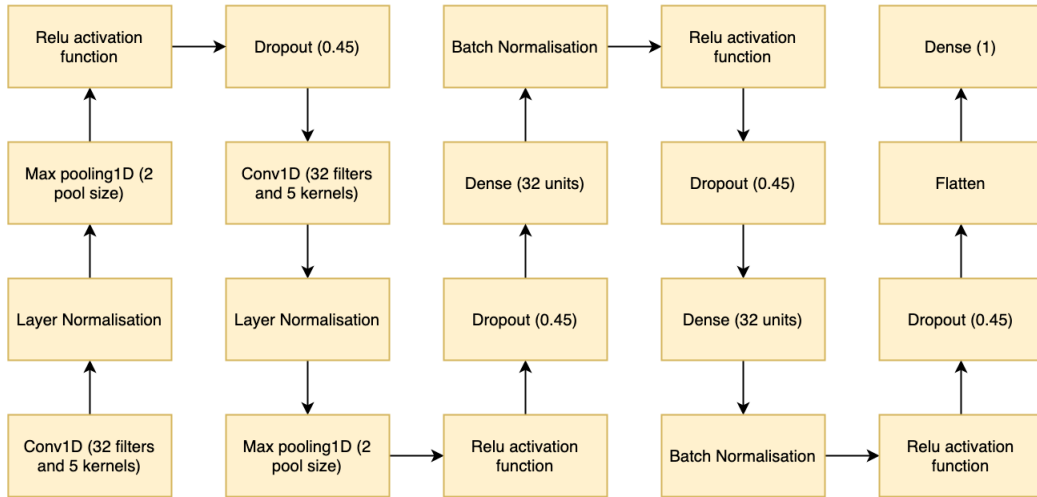 Relu activation
function
Dropout (0.45)
Batch Normalisation
Relu activation
function
Dense (1)
Max pooling1D (2
pool size)
Conv1D (32 filters
and 5 kernels)
Dense (32 units)
Dropout (0.45)
Flatten
Layer Normalisation
Layer Normalisation
Dropout (0.45)
Dense (32 units)
Dropout (0.45)
Conv1D (32 filters
and 5 kernels)
Max pooling1D (2
pool size)
Relu activation
function
Batch Normalisation
Relu activation
function